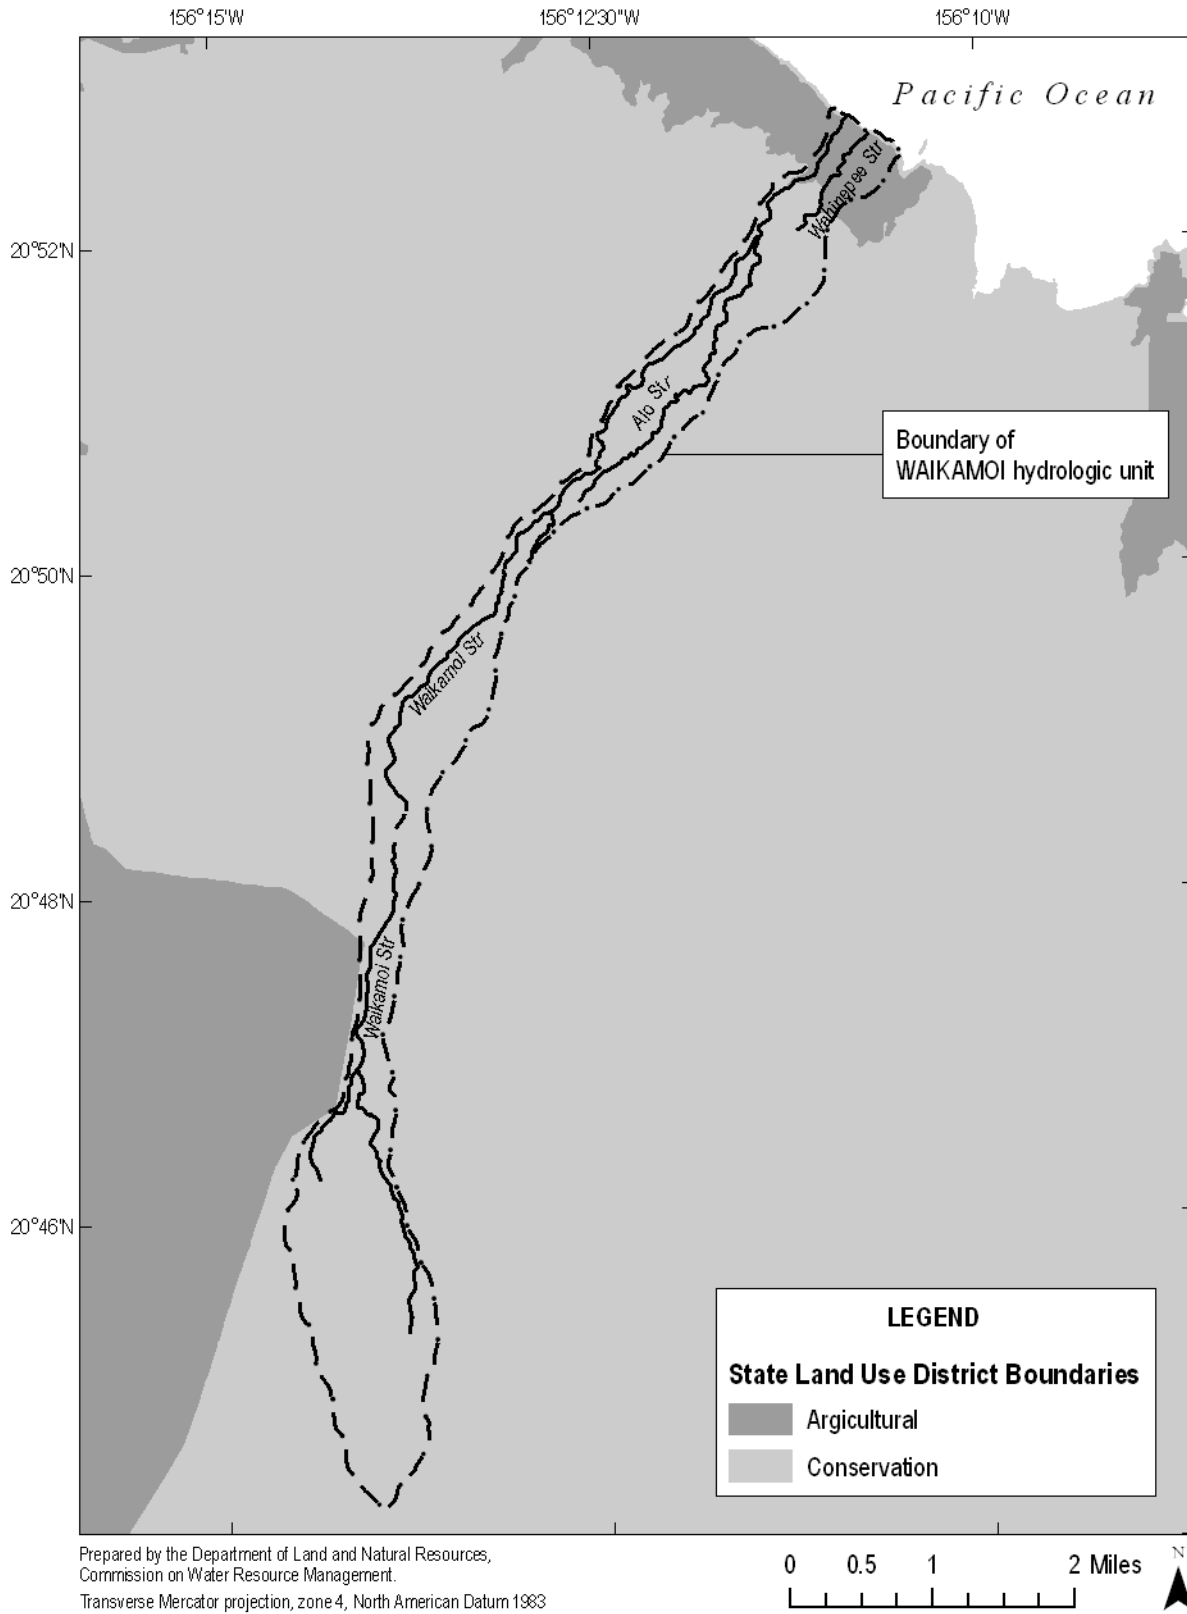 156°15'W 156°12'30"W 156°10'W
Pacific Ocean
Wahinepee Str
20°52'N
Alo Str
Boundary of
WAIKAMOI hydrologic unit
20°50'N
Waikamoi Str
20°48'N
Waikamoi Str
20°46'N
LEGEND
State Land Use District Boundaries
Argicultural
Conservation
Prepared by the Department of Land and Natural Resources,
Commission on Water Resource Management.
Transverse Mercator projection, zone 4, North American Datum 1983
0 0.5 1 2 Miles
N